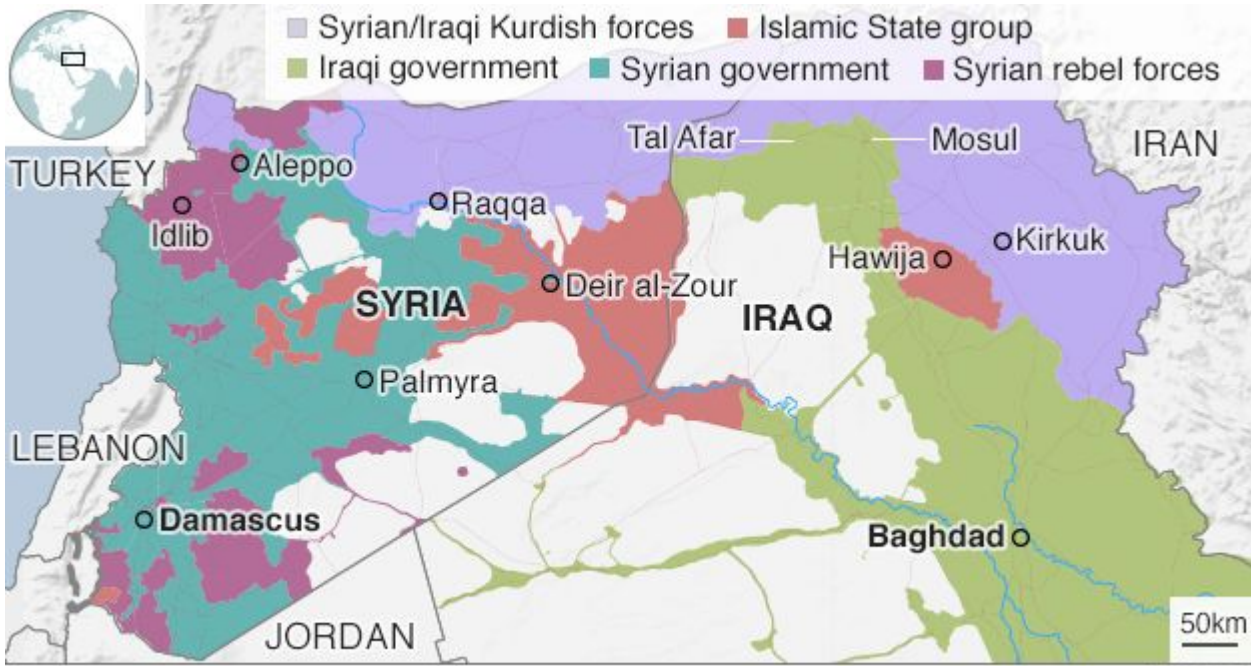 Syrian/Iraqi Kurdish forces
Islamic State group
Iraqi government
Syrian government
Syrian rebel forces
TURKEY
Aleppo
Tal Afar
Mosul
IRAN
Idlib
Raqqa
Hawija
Kirkuk
SYRIA
Deir al-Zour
IRAQ
Palmyra
LEBANON
Damascus
Baghdad
JORDAN
50km